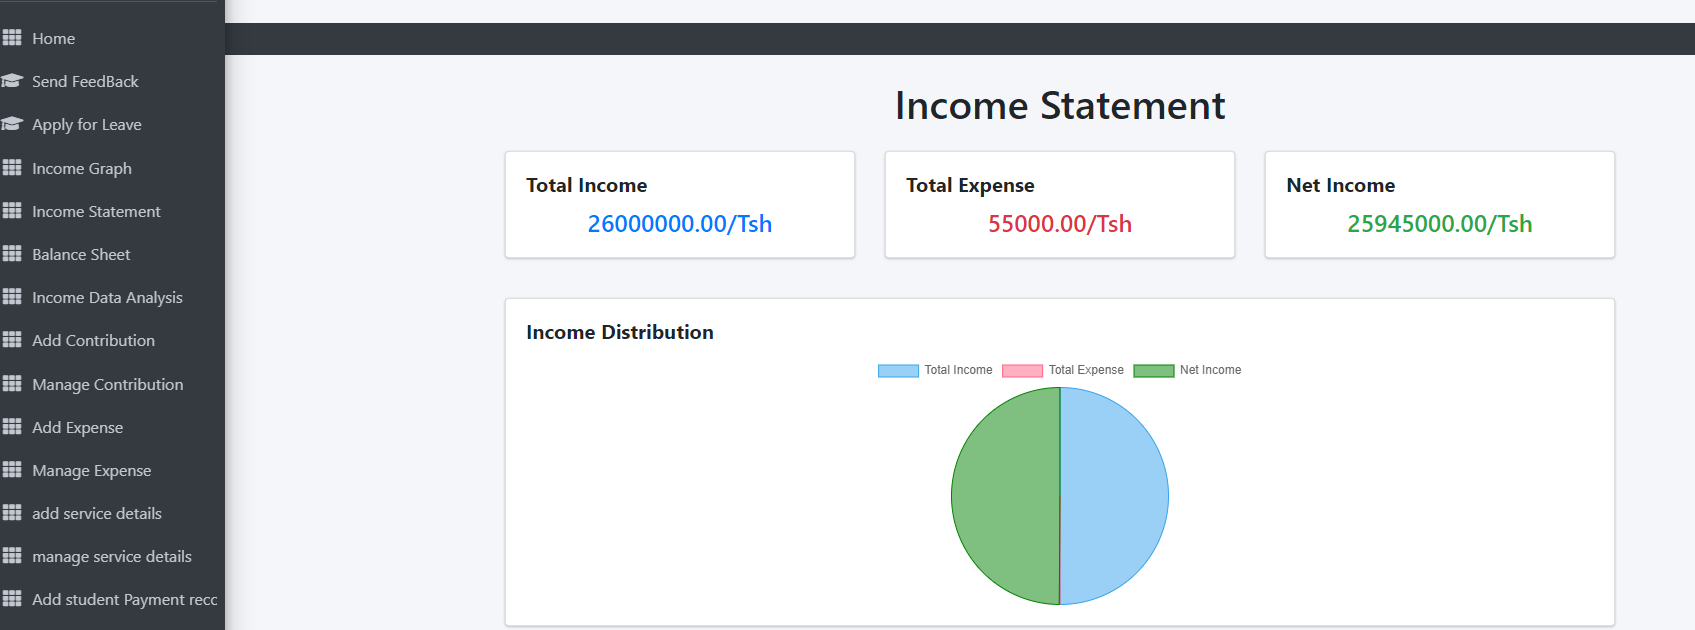 Home
Send FeedBack
Apply for Leave
Income Graph
Income Statement
Balance Sheet
Income Data Analysis
Add Contribution
Manage Contribution
Add Expense
Manage Expense
add service details
manage service details
Add student Payment recc
Income Statement
Total Income
26000000.00/Tsh
Total Expense
55000.00/Tsh
Net Income
25945000.00/Tsh
Income Distribution
Total Income Total Expense Net Income